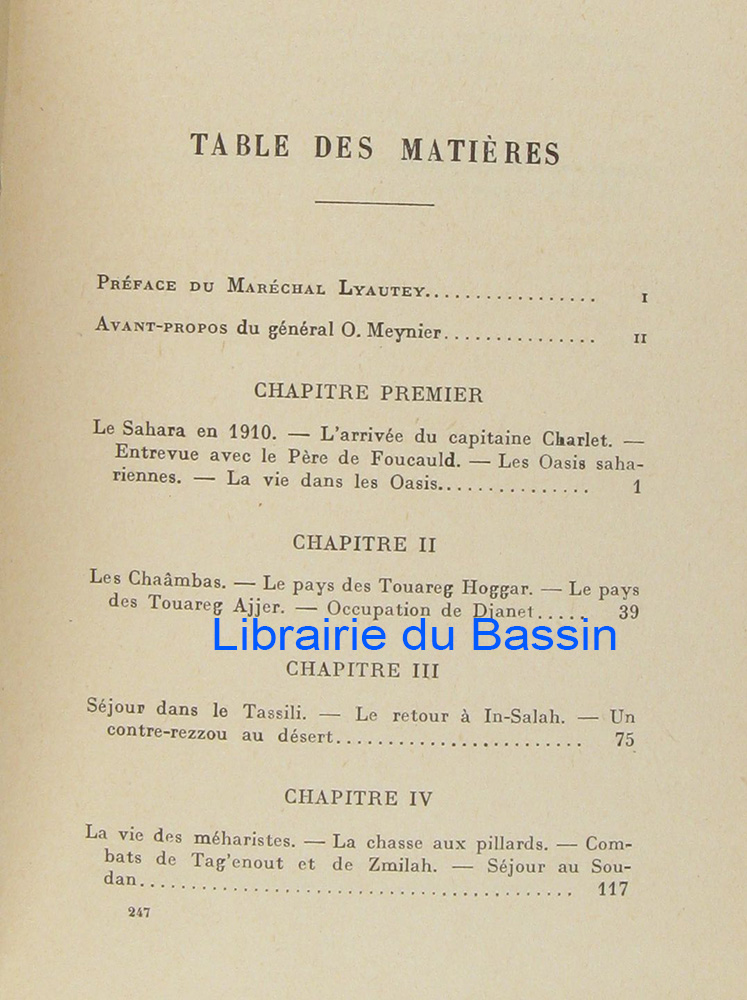 TABLE DES MATIÈRES
Préface du Maréchal Lyautey................. I
Avant-propos du général O. Meynier............... II
CHAPITRE PREMIER
Le Sahara en 1910. — L'arrivée du capitaine Charlet. —
Entrevue avec le Père de Foucauld. — Les Oasis saha-
riennes. — La vie dans les Oasis............... 1
CHAPITRE II
Les Chaâmbas. — Le pays des Touareg Hoggar. — Le pays
des Touareg Ajjer. — Occupation de Djanet..... 39
Librairie du Bassin
CHAPITRE III
Séjour dans le Tassili. — Le retour à In-Salah. — Un
contre-rezzou au désert........................ 75
CHAPITRE IV
La vie des méharistes. — La chasse aux pillards. — Com-
bats de Tag'enout et de Zmilah. — Séjour au Sou-
dan.......................................... 117
247